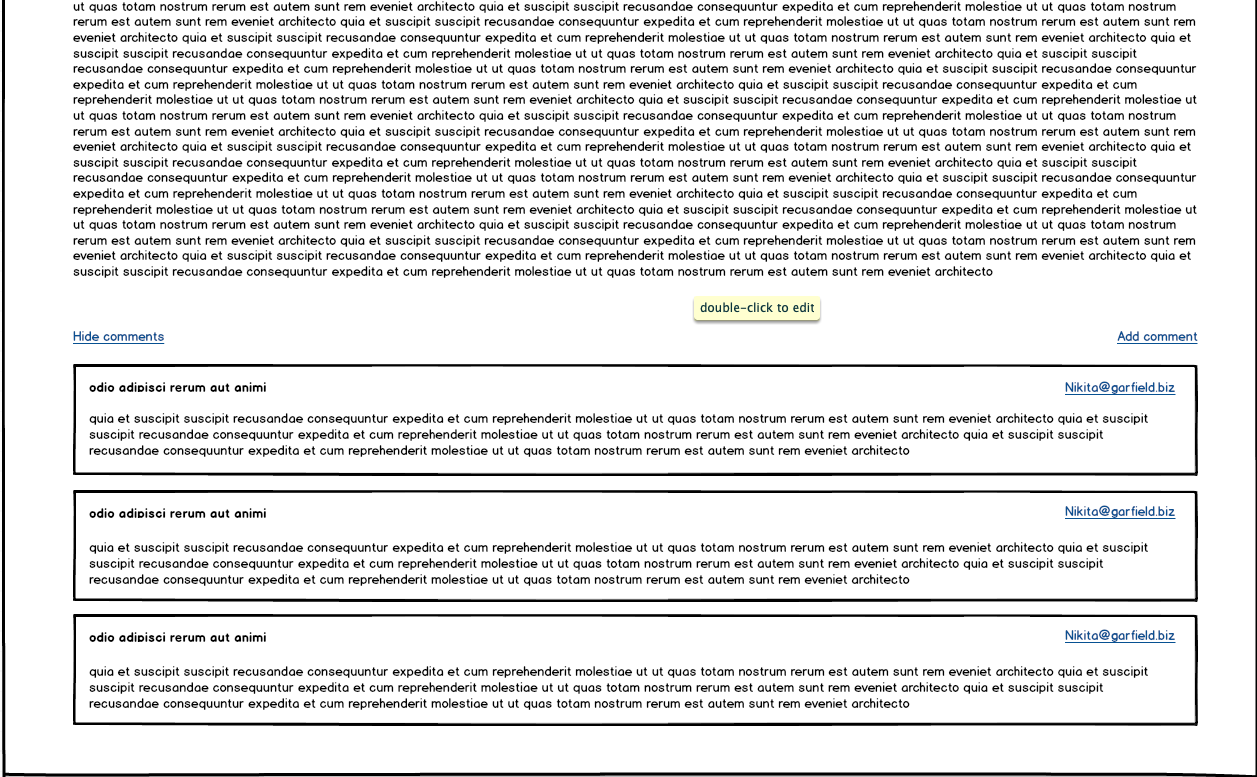 ut quas totam nostrum rerum est autem sunt rem eveniet architecto quia et suscipit suscipit recusandae consequuntur expedita et cum reprehenderit molestiae ut ut quas totam nostrum
rerum est autem sunt rem eveniet architecto quia et suscipit suscipit recusandae consequuntur expedita et cum reprehenderit molestiae ut ut quas totam nostrum rerum est autem sunt rem
eveniet architecto quia et suscipit suscipit recusandae consequuntur expedita et cum reprehenderit molestiae ut ut quas totam nostrum rerum est autem sunt rem eveniet architecto quia et
suscipit suscipit recusandae consequuntur expedita et cum reprehenderit molestiae ut ut quas totam nostrum rerum est autem sunt rem eveniet architecto quia et suscipit suscipit
recusandae consequuntur expedita et cum reprehenderit molestiae ut ut quas totam nostrum rerum est autem sunt rem eveniet architecto quia et suscipit suscipit recusandae consequuntur
expedita et cum reprehenderit molestiae ut ut quas totam nostrum rerum est autem sunt rem eveniet architecto quia et suscipit suscipit recusandae consequuntur expedita et cum
reprehenderit molestiae ut ut quas totam nostrum rerum est autem sunt rem eveniet architecto quia et suscipit suscipit recusandae consequuntur expedita et cum reprehenderit molestiae ut
ut quas totam nostrum rerum est autem sunt rem eveniet architecto quia et suscipit suscipit recusandae consequuntur expedita et cum reprehenderit molestiae ut ut quas totam nostrum
rerum est autem sunt rem eveniet architecto quia et suscipit suscipit recusandae consequuntur expedita et cum reprehenderit molestiae ut ut quas totam nostrum rerum est autem sunt rem
eveniet architecto quia et suscipit suscipit recusandae consequuntur expedita et cum reprehenderit molestiae ut ut quas totam nostrum rerum est autem sunt rem eveniet architecto quia et
suscipit suscipit recusandae consequuntur expedita et cum reprehenderit molestiae ut ut quas totam nostrum rerum est autem sunt rem eveniet architecto quia et suscipit suscipit
recusandae consequuntur expedita et cum reprehenderit molestiae ut ut quas totam nostrum rerum est autem sunt rem eveniet architecto quia et suscipit suscipit recusandae consequuntur
expedita et cum reprehenderit molestiae ut ut quas totam nostrum rerum est autem sunt rem eveniet architecto quia et suscipit suscipit recusandae consequuntur expedita et cum
reprehenderit molestiae ut ut quas totam nostrum rerum est autem sunt rem eveniet architecto quia et suscipit suscipit recusandae consequuntur expedita et cum reprehenderit molestiae ut
ut quas totam nostrum rerum est autem sunt rem eveniet architecto quia et suscipit suscipit recusandae consequuntur expedita et cum reprehenderit molestiae ut ut quas totam nostrum
rerum est autem sunt rem eveniet architecto quia et suscipit suscipit recusandae consequuntur expedita et cum reprehenderit molestiae ut ut quas totam nostrum rerum est autem sunt rem
eveniet architecto quia et suscipit suscipit recusandae consequuntur expedita et cum reprehenderit molestiae ut ut quas totam nostrum rerum est autem sunt rem eveniet architecto quia et
suscipit suscipit recusandae consequuntur expedita et cum reprehenderit molestiae ut ut quas totam nostrum rerum est autem sunt rem eveniet architecto
double-click to edit
Hide comments
Add comment
odio adipisci rerum aut animi
Nikita@garfield.biz
quia et suscipit suscipit recusandae consequuntur expedita et cum reprehenderit molestiae ut ut quas totam nostrum rerum est autem sunt rem eveniet architecto quia et suscipit
suscipit recusandae consequuntur expedita et cum reprehenderit molestiae ut ut quas totam nostrum rerum est autem sunt rem eveniet architecto quia et suscipit suscipit
recusandae consequuntur expedita et cum reprehenderit molestiae ut ut quas totam nostrum rerum est autem sunt rem eveniet architecto
odio adipisci rerum aut animi
Nikita@garfield.biz
quia et suscipit suscipit recusandae consequuntur expedita et cum reprehenderit molestiae ut ut quas totam nostrum rerum est autem sunt rem eveniet architecto quia et suscipit
suscipit recusandae consequuntur expedita et cum reprehenderit molestiae ut ut quas totam nostrum rerum est autem sunt rem eveniet architecto quia et suscipit suscipit
recusandae consequuntur expedita et cum reprehenderit molestiae ut ut quas totam nostrum rerum est autem sunt rem eveniet architecto
odio adipisci rerum aut animi
Nikita@garfield.biz
quia et suscipit suscipit recusandae consequuntur expedita et cum reprehenderit molestiae ut ut quas totam nostrum rerum est autem sunt rem eveniet architecto quia et suscipit
suscipit recusandae consequuntur expedita et cum reprehenderit molestiae ut ut quas totam nostrum rerum est autem sunt rem eveniet architecto quia et suscipit suscipit
recusandae consequuntur expedita et cum reprehenderit molestiae ut ut quas totam nostrum rerum est autem sunt rem eveniet architecto